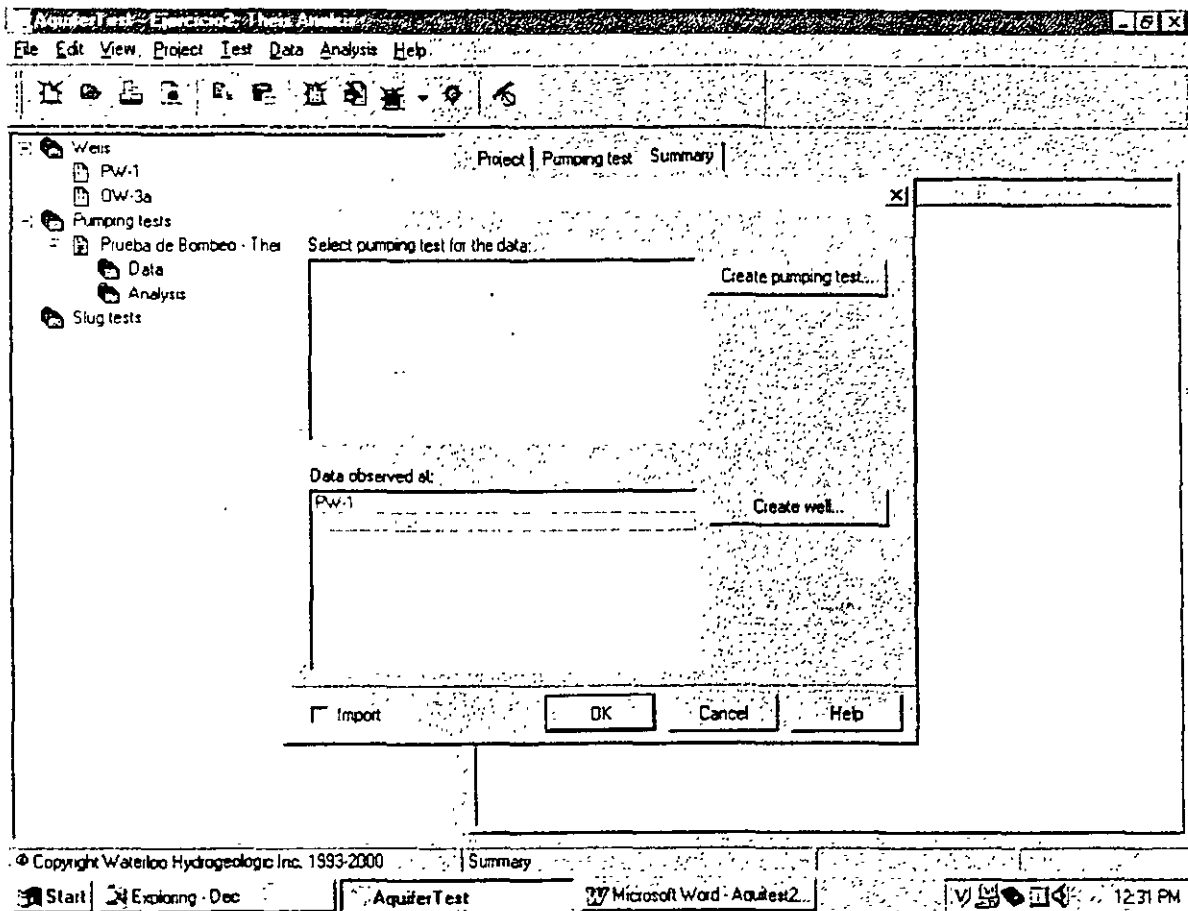 AquiferTest - Ejercicio2: Theis Analysis
File Edit View Project Test Data Analysis Help
Wells
PW-1
OW-3a
Pumping tests
Prueba de Bombeo - Thei
Data
Analysis
Slug tests
Project Pumping test Summary
Select pumping test for the data:
Create pumping test...
Data observed at:
PW-1
Create well...
Import OK Cancel Help
© Copyright Waterloo Hydrogeologic Inc. 1993-2000 Summary
Start Exploring - Dec AquiferTest Microsoft Word - Aquitest2... 12:31 PM